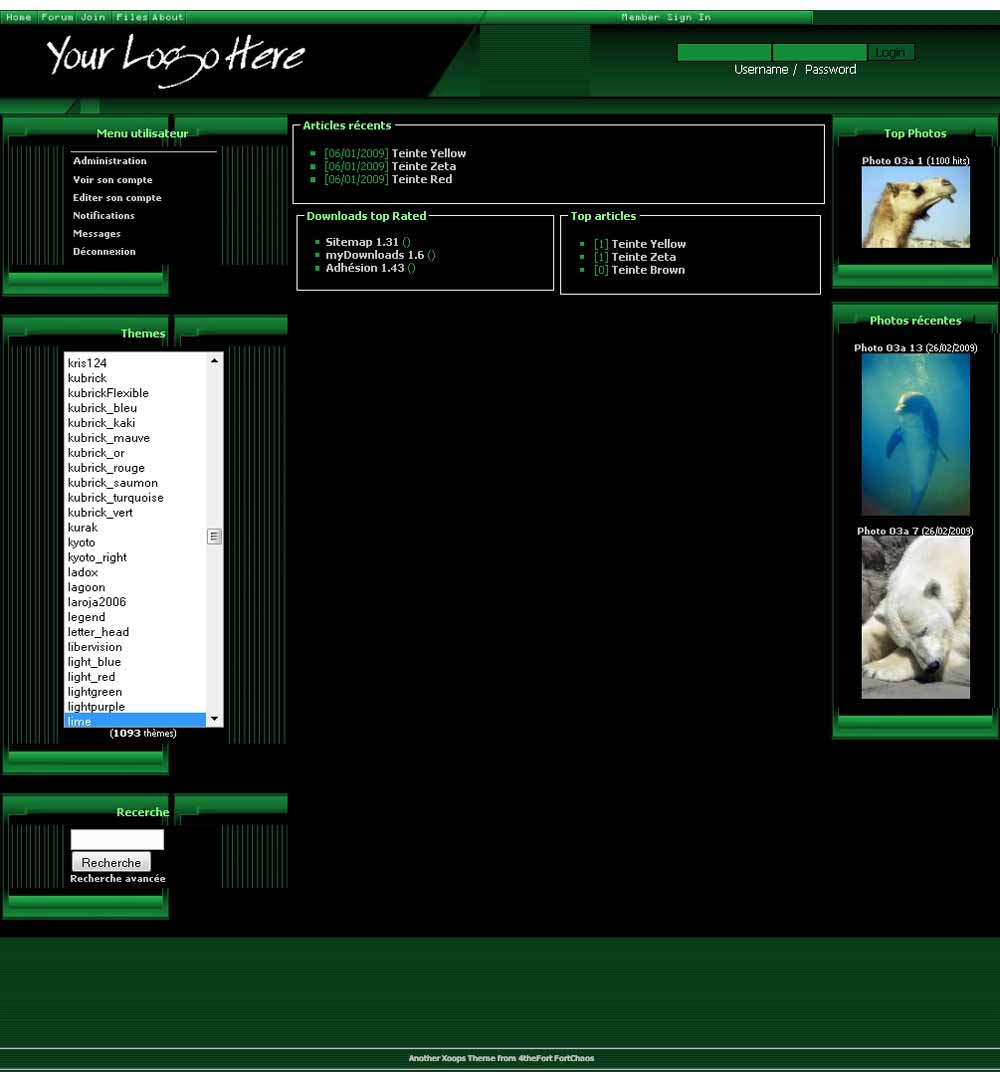 Home Forum Join Files About
Member Sign In
Your Logo Here
Login
Username / Password
Menu utilisateur
Administration
Voir son compte
Editer son compte
Notifications
Messages
Déconnexion
Themes
kris124
kubrick
kubrickFlexible
kubrick_bleu
kubrick_kaki
kubrick_mauve
kubrick_or
kubrick_rouge
kubrick_saumon
kubrick_turquoise
kubrick_vert
kurak
kyoto
kyoto_right
ladox
lagoon
laroja2006
legend
letter_head
libervision
light_blue
light_red
lightgreen
lightpurple
lime
(1093 thèmes)
Recerche
Recherche
Recherche avancée
Articles récents
[06/01/2009] Teinte Yellow
[06/01/2009] Teinte Zeta
[06/01/2009] Teinte Red
Downloads top Rated
Sitemap 1.31 ()
myDownloads 1.6 ()
Adhésion 1.43 ()
Top articles
[1] Teinte Yellow
[1] Teinte Zeta
[0] Teinte Brown
Top Photos
Photo 03a 1 (1100 hits)
Photos récentes
Photo 03a 13 (26/02/2009)
Photo 03a 7 (26/02/2009)
Another Xoops Theme from 4theFort FortChaos